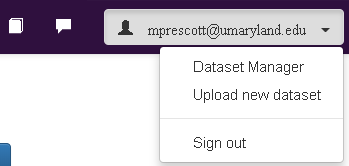 mprescott@umaryland.edu
Dataset Manager
Upload new dataset
Sign out